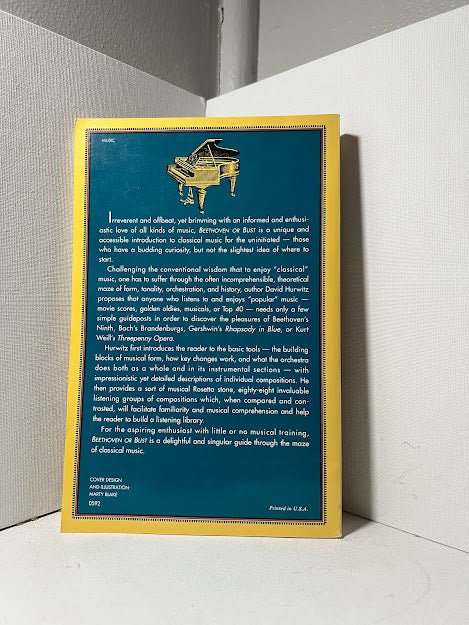 MUSIC
Irreverent and offbeat, yet brimming with an informed and enthusi-
astic love of all kinds of music, BEETHOVEN OR BUST is a unique and
accessible introduction to classical music for the uninitiated — those
who have a budding curiosity, but not the slightest idea of where to
start.
Challenging the conventional wisdom that to enjoy "classical"
music, one has to suffer through the often incomprehensible, theoretical
maze of form, tonality, orchestration, and history, author David Hurwitz
proposes that anyone who listens to and enjoys "popular" music —
movie scores, golden oldies, musicals, or Top 40 — needs only a few
simple guideposts in order to discover the pleasures of Beethoven's
Ninth, Bach's Brandenburgs, Gershwin's Rhapsody in Blue, or Kurt
Weill's Threepenny Opera.
Hurwitz first introduces the reader to the basic tools — the building
blocks of musical form, how key changes work, and what the orchestra
does both as a whole and in its instrumental sections — with
impressionistic yet detailed descriptions of individual compositions. He
then provides a sort of musical Rosetta stone, eighty-eight invaluable
listening groups of compositions which, when compared and con-
trasted, will facilitate familiarity and musical comprehension and help
the reader to build a listening library.
For the aspiring enthusiast with little or no musical training,
BEETHOVEN OR BUST is a delightful and singular guide through the maze
of classical music.
COVER DESIGN
AND ILLUSTRATION:
MARTY BLAKE
0592
Printed in U.S.A.